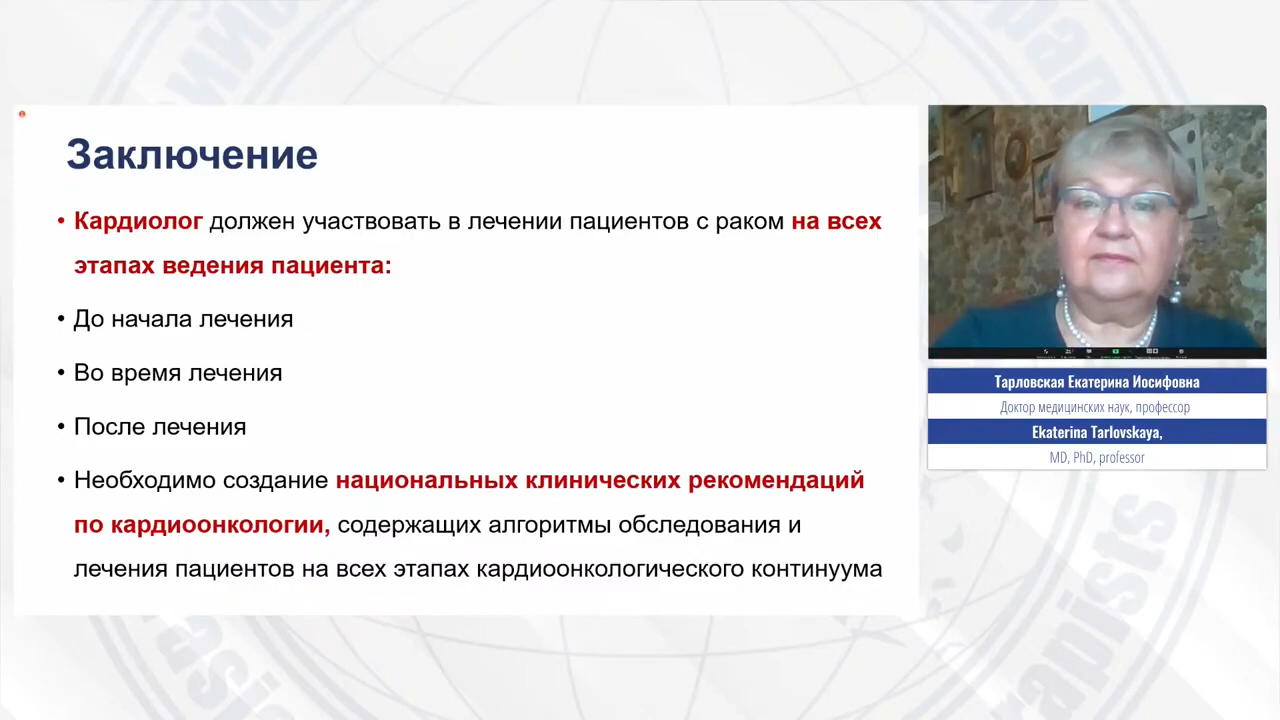 Заключение
• Кардиолог должен участвовать в лечении пациентов с раком на всех
этапах ведения пациента:
• До начала лечения
• Во время лечения
• После лечения
• Необходимо создание национальных клинических рекомендаций
по кардиоонкологии, содержащих алгоритмы обследования и
лечения пациентов на всех этапах кардиоонкологического континуума
Тарловская Екатерина Иосифовна
Доктор медицинских наук, профессор
Ekaterina Tarlovskaya,
MD, PhD, professor